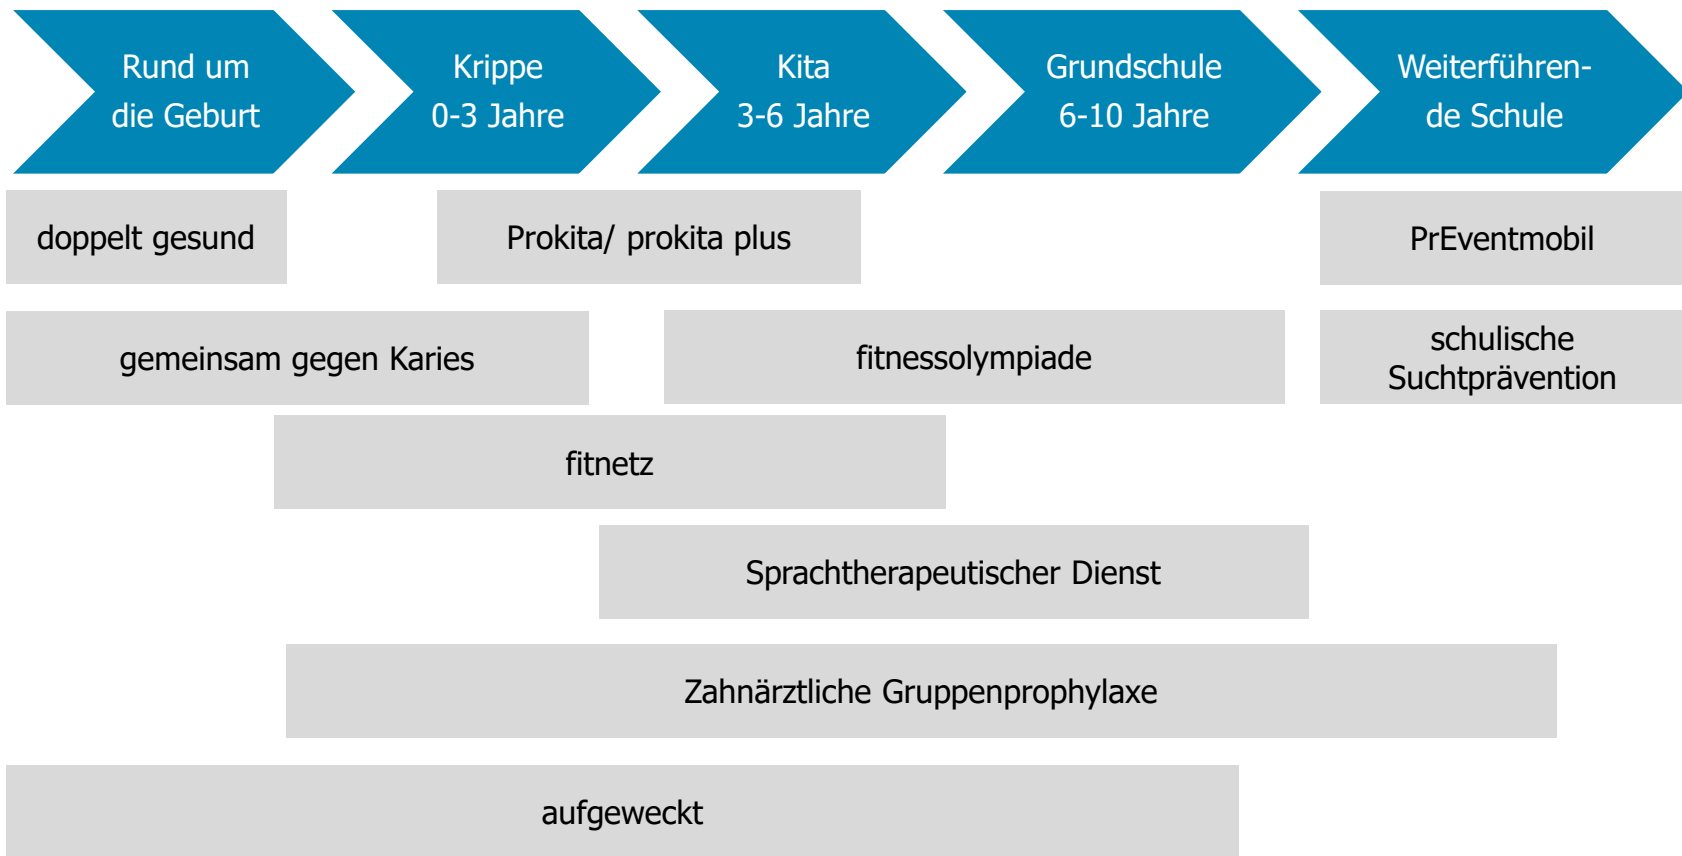 Rund um
die Geburt
Krippe
0-3 Jahre
Kita
3-6 Jahre
Grundschule
6-10 Jahre
Weiterführen-
de Schule
doppelt gesund
Prokita/ prokita plus
PrEventmobil
gemeinsam gegen Karies
fitnessolympiade
schulische
Suchtprävention
fitnetz
Sprachtherapeutischer Dienst
Zahnärztliche Gruppenprophylaxe
aufgeweckt